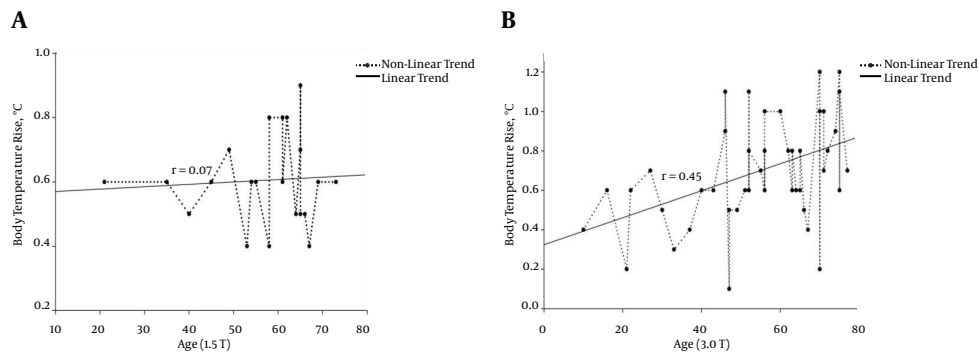 A
Body Temperature Rise, °C
1.0
0.8
0.6
0.4
0.2
r = 0.07
Non-Linear Trend
Linear Trend
10 20 30 40 50 60 70 80
Age (1.5 T)
B
Body Temperature Rise, °C
1.2
1.0
0.8
0.6
0.4
0.2
0.0
r = 0.45
Non-Linear Trend
Linear Trend
0 20 40 60 80
Age (3.0 T)